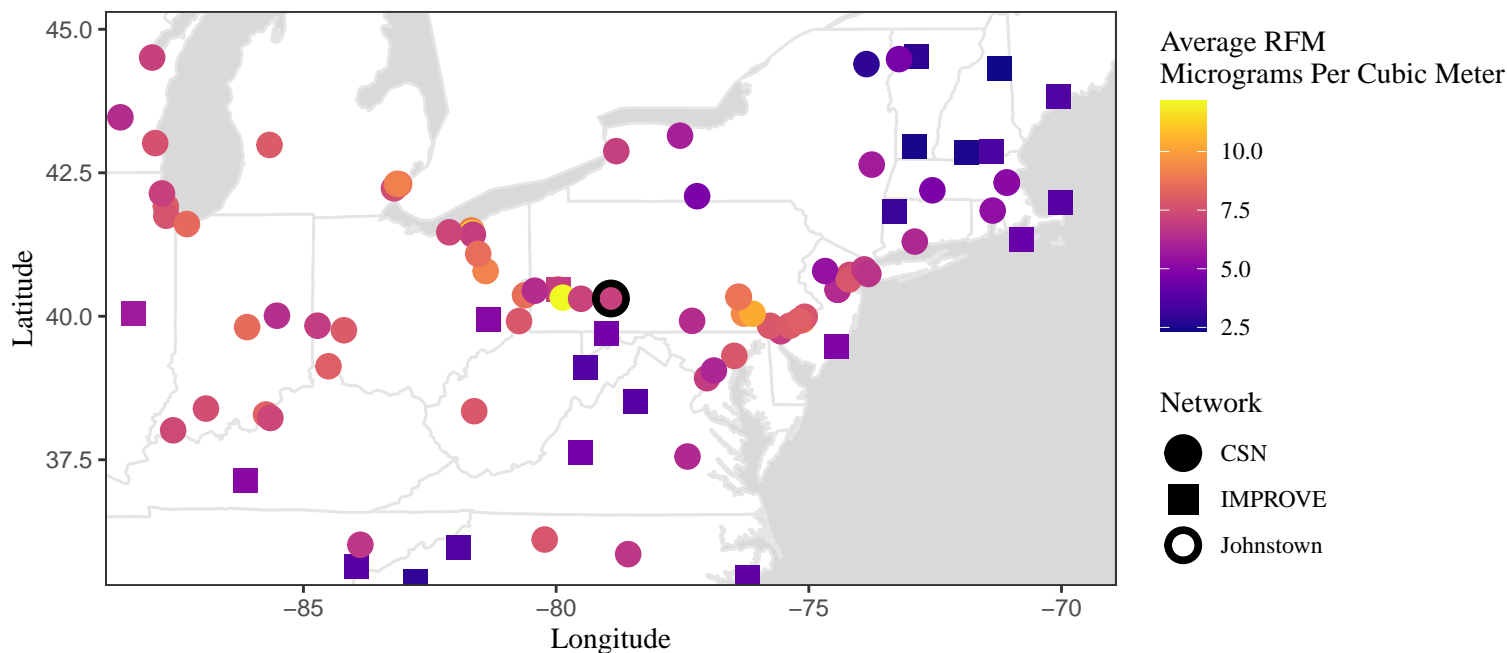 45.0
42.5
40.0
37.5
Latitude
−85
−80
−75
−70
Longitude
Average RFM
Micrograms Per Cubic Meter
10.0
7.5
5.0
2.5
Network
CSN
IMPROVE
Johnstown